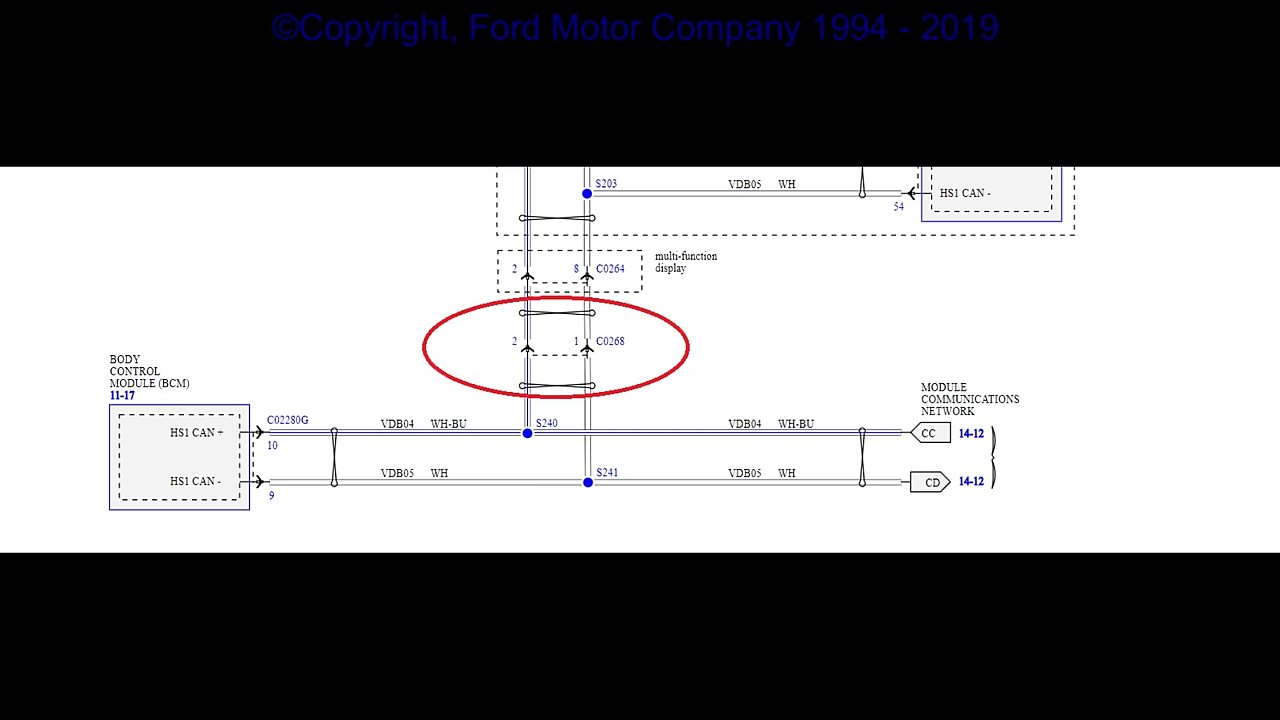 ©Copyright, Ford Motor Company 1994 - 2019
S203
VDB05 WH
HS1 CAN -
54
multi-function
display
2 8 C0264
2 1 C0268
BODY
CONTROL
MODULE (BCM)
11-17
MODULE
COMMUNICATIONS
NETWORK
C02280G
HS1 CAN +
10
VDB04 WH-BU
S240
VDB04 WH-BU
CC 14-12
HS1 CAN -
9
VDB05 WH
S241
VDB05 WH
CD 14-12